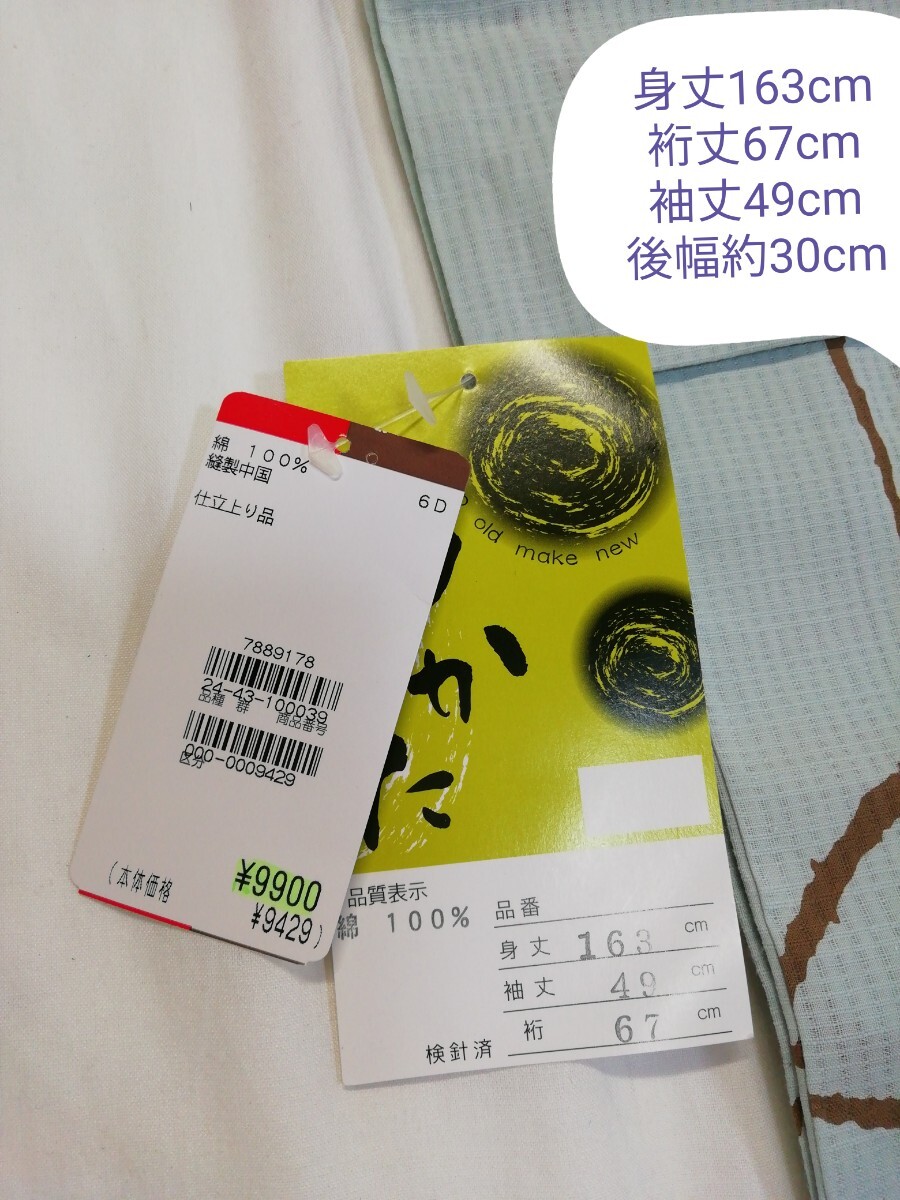 身丈163cm
裄丈67cm
袖丈49cm
後幅約30cm
綿 100%
縫製中国
6D
仕立上り品
7889178
24-43-100039
品種 群 商品番号
000-0009429
区分
(本体価格
¥9900
¥9429)
old make new
か
た
品質表示
綿 100%
品番
身丈 163 cm
袖丈 49 cm
裄 67 cm
検針済